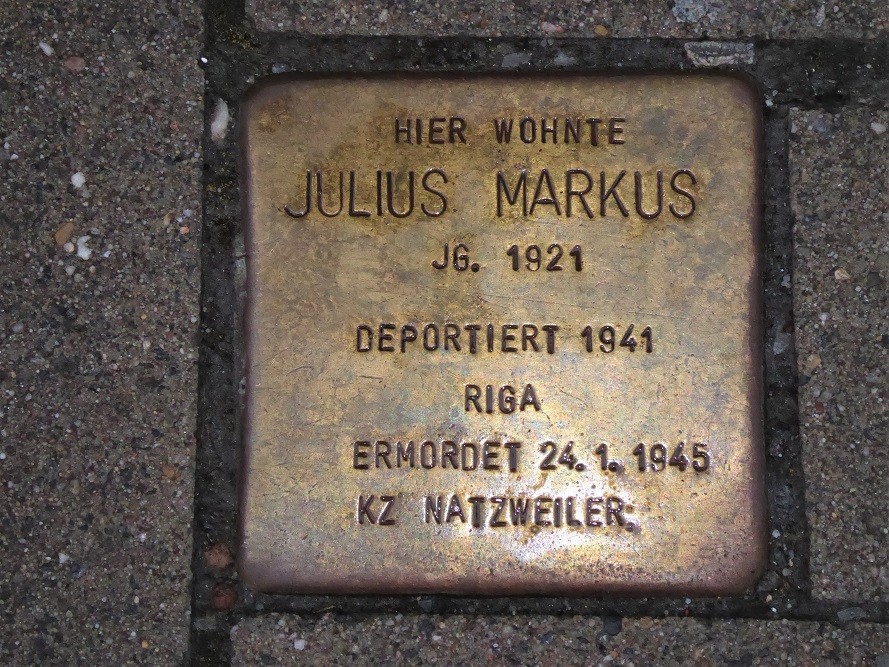 HIER WOHNTE
JULIUS MARKUS
JG. 1921
DEPORTIERT 1941
RIGA
ERMORDET 24.1.1945
KZ NATZWEILER